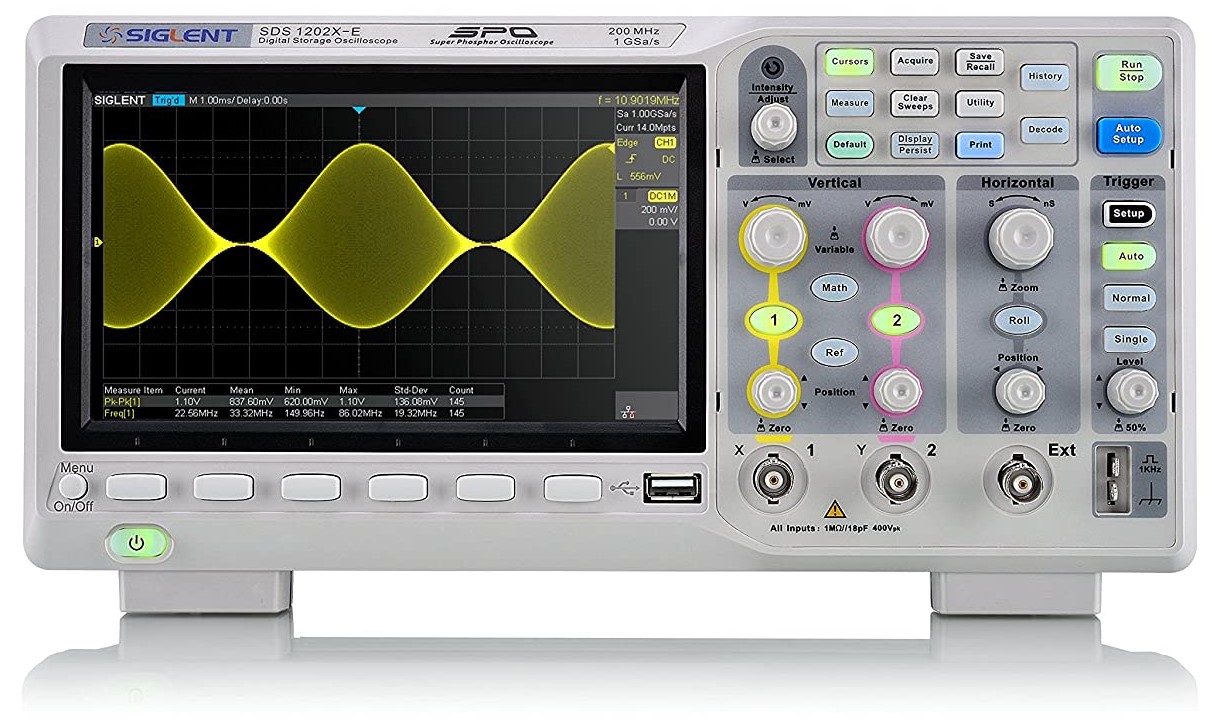 SIGLENT SDS 1202X-E
Digital Storage Oscilloscope
SPO
Super Phosphor Oscilloscope
200 MHz
1 GSa/s
SIGLENT Trig'd M 1.00ms/ Delay:0.00s
f = 10.9019MHz
Sa 1.00GSa/s
Curr 14.0Mpts
Edge CH1
DC
L 556mV
1 DC1M
200 mV/
0.00 V
Measure Item Current Mean Min Max Std-Dev Count
Pk-Pk[1] 1.10V 837.60mV 620.00mV 1.10V 136.08mV 145
Freq[1] 22.56MHz 33.32MHz 149.96Hz 86.02MHz 19.32MHz 145
Menu
On/Off
Intensity
Adjust
Select
Cursors
Acquire
Save
Recall
History
Measure
Clear
Sweeps
Utility
Decode
Default
Display
Persist
Print
Run
Stop
Auto
Setup
Vertical
V mV
V mV
Variable
Math
1
2
Ref
Position
Zero
Zero
Horizontal
S nS
Zoom
Roll
Position
Zero
Trigger
Setup
Auto
Normal
Single
Level
50%
X 1
Y 2
Ext
1KHz
All Inputs: 1MΩ//18pF 400Vpk